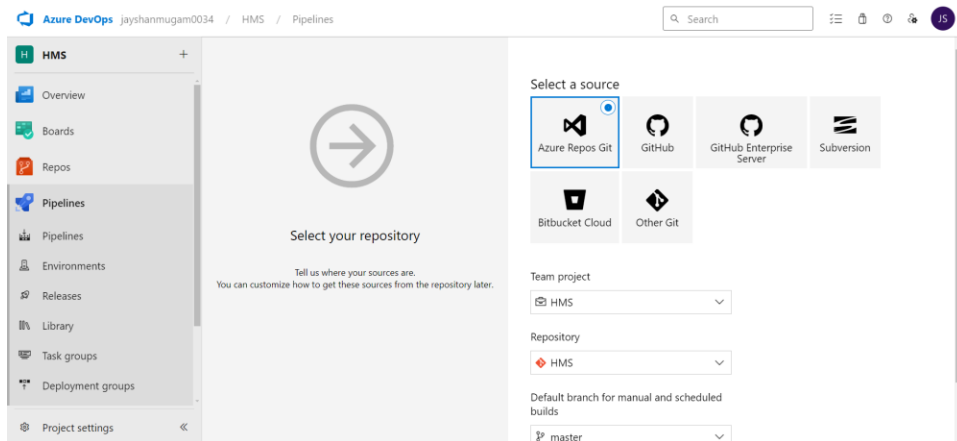 Azure DevOps jayshanmugam0034 / HMS / Pipelines
Search
JS
H HMS +
Overview
Boards
Repos
Pipelines
Pipelines
Environments
Releases
Library
Task groups
Deployment groups
Project settings
Select your repository
Tell us where your sources are.
You can customize how to get these sources from the repository later.
Select a source
Azure Repos Git
GitHub
GitHub Enterprise
Server
Subversion
Bitbucket Cloud
Other Git
Team project
HMS
Repository
HMS
Default branch for manual and scheduled
builds
master